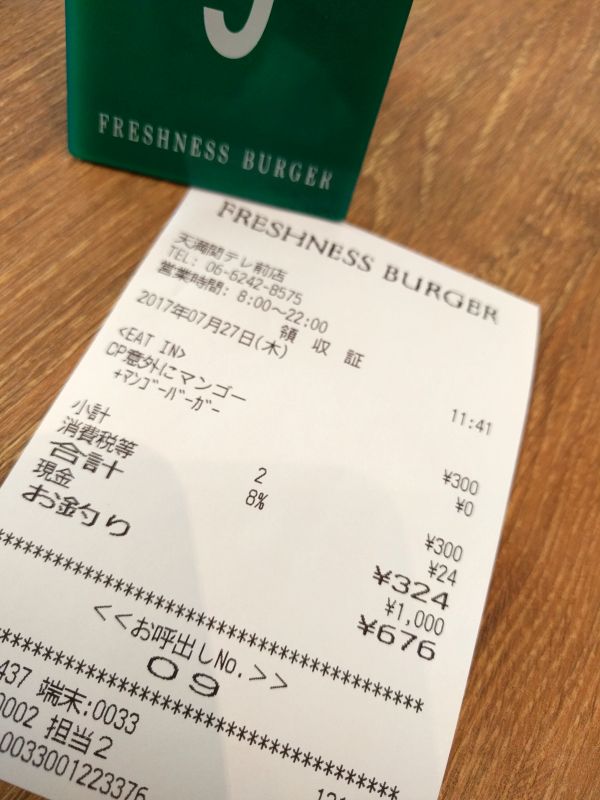 FRESHNESS BURGER
FRESHNESS BURGER
天満関テレ前店
TEL: 06-6242-8575
営業時間: 8:00~22:00
領 収 証
2017年07月27日(木) 11:41
<EAT IN>
CP意外にマンゴー ¥300
+マンゴーバーガー ¥0
小計 2 ¥300
消費税等 8% ¥24
合計 ¥324
現金 ¥1,000
お釣り ¥676
********************************
<<お呼出しNo.>>
09
********************************
437 端末:0033
0002 担当2
0033001223376